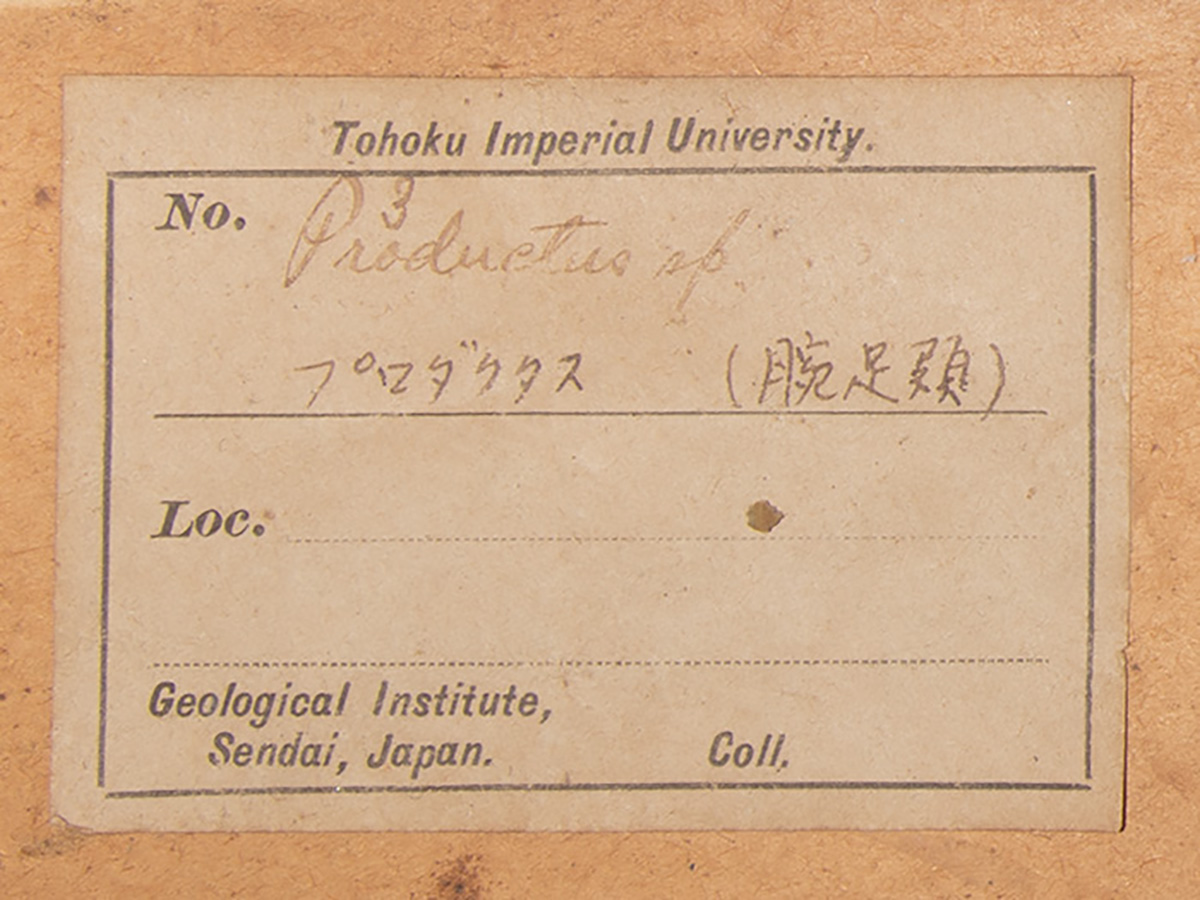 Tohoku Imperial University.
No. 3
Productus sp
プロダクタス (腕足類)
Loc.
Geological Institute,
Sendai, Japan. Coll.